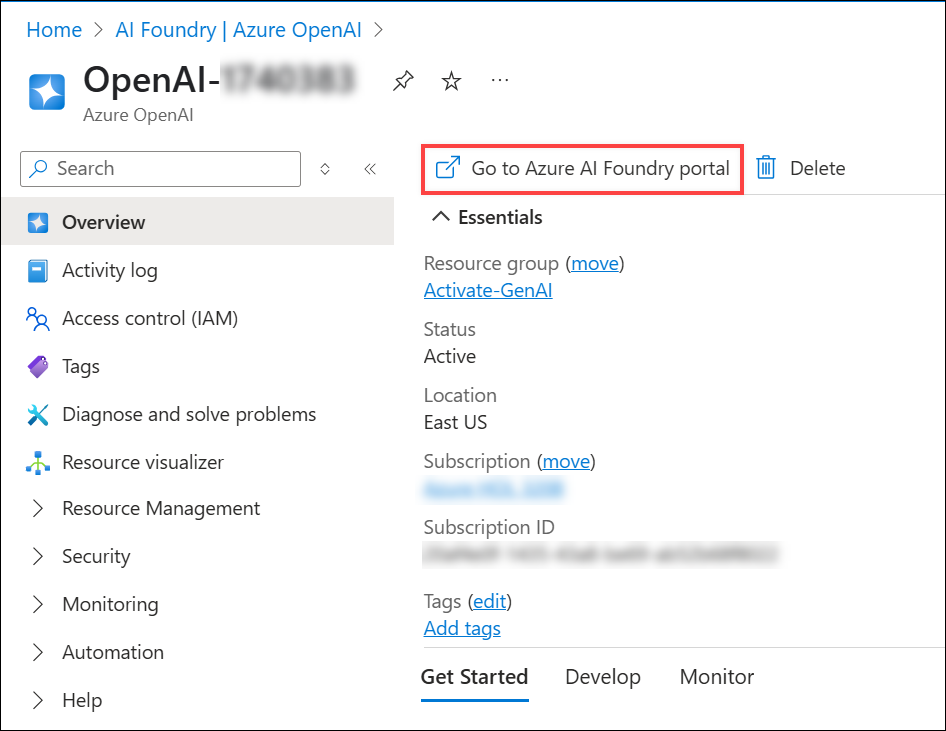 Home > AI Foundry | Azure OpenAI >
OpenAI-
Azure OpenAI
Search
Go to Azure AI Foundry portal
Delete
Overview
Activity log
Access control (IAM)
Tags
Diagnose and solve problems
Resource visualizer
Resource Management
Security
Monitoring
Automation
Help
Essentials
Resource group (move)
Activate-GenAI
Status
Active
Location
East US
Subscription (move)
Subscription ID
Tags (edit)
Add tags
Get Started
Develop
Monitor